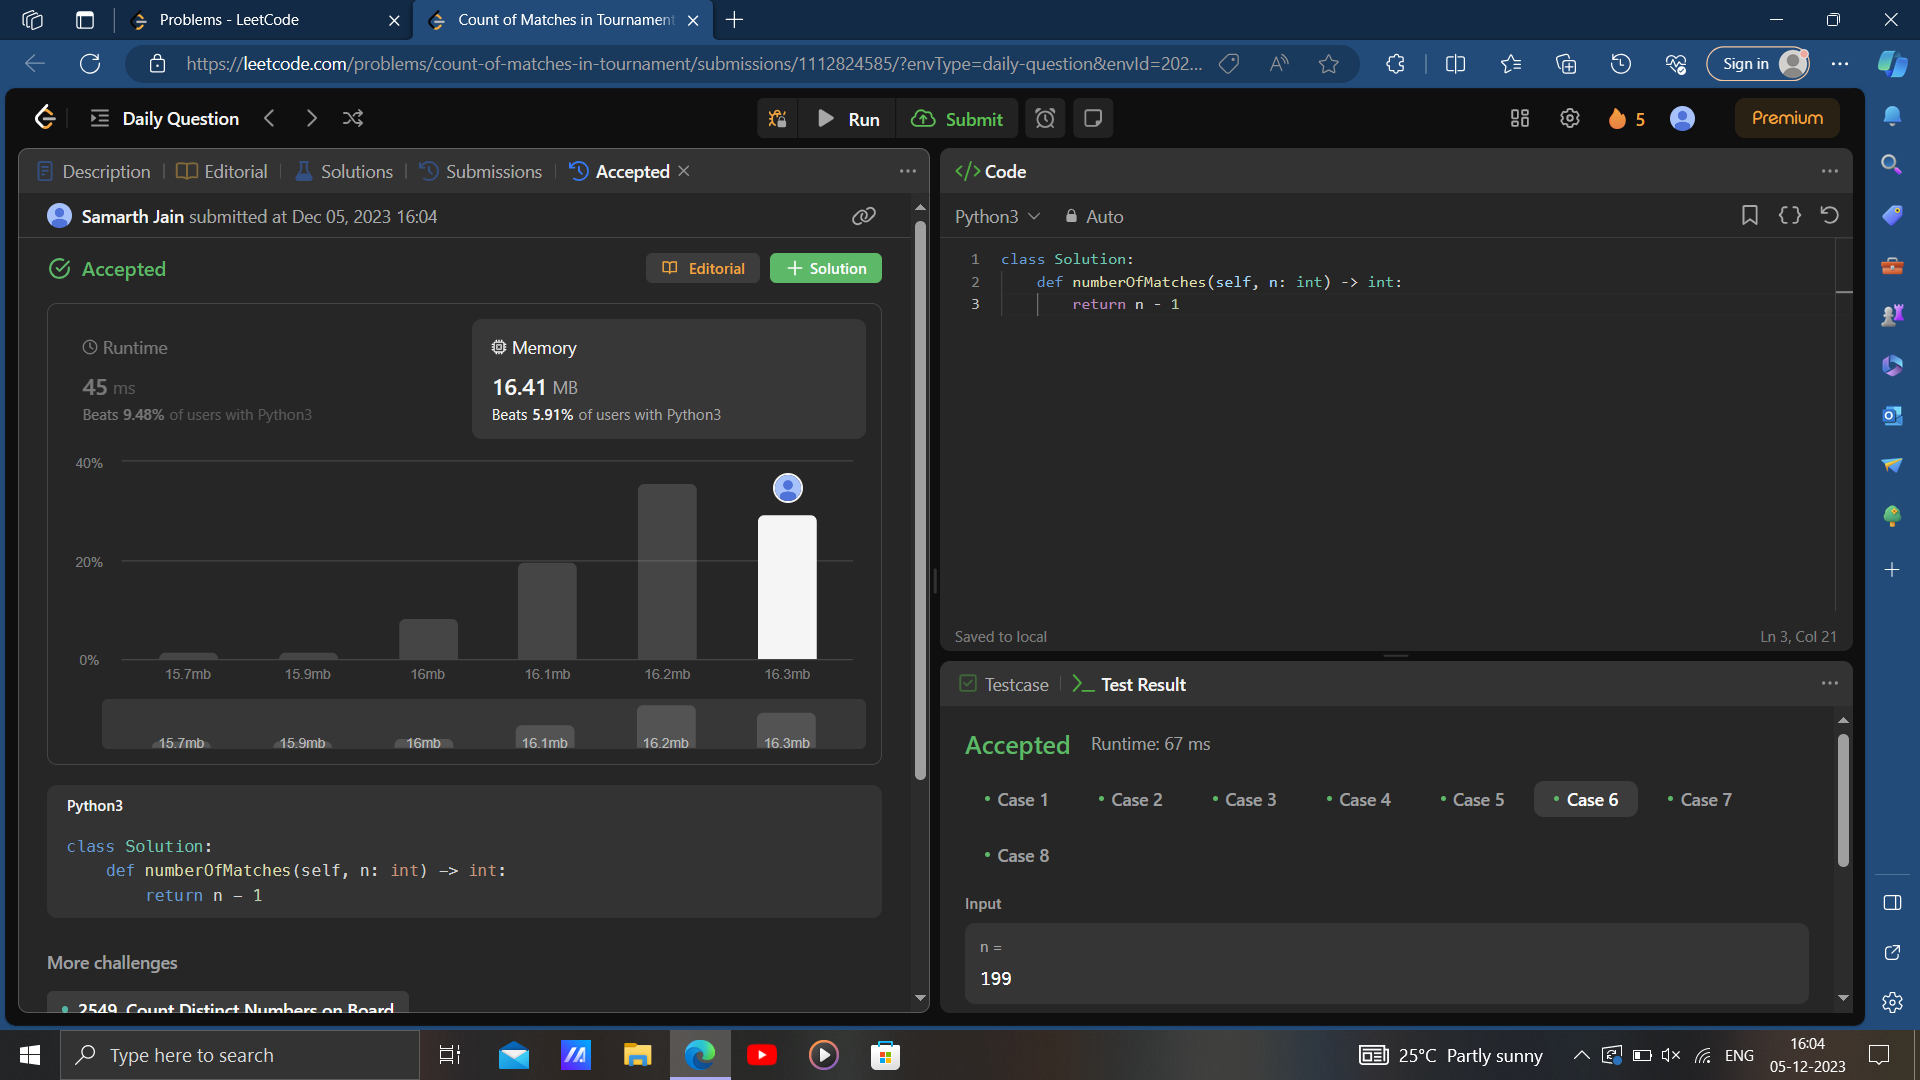 Problems - LeetCode
Count of Matches in Tournament
https://leetcode.com/problems/count-of-matches-in-tournament/submissions/1112824585/?envType=daily-question&envId=202...
Sign in
Daily Question
Run
Submit
5
Premium
Description
Editorial
Solutions
Submissions
Accepted
Samarth Jain submitted at Dec 05, 2023 16:04
Accepted
Editorial
Solution
Runtime
45 ms
Beats 9.48% of users with Python3
Memory
16.41 MB
Beats 5.91% of users with Python3
40%
20%
0%
15.7mb 15.9mb 16mb 16.1mb 16.2mb 16.3mb
15.7mb 15.9mb 16mb 16.1mb 16.2mb 16.3mb
Python3
class Solution:
def numberOfMatches(self, n: int) -> int:
return n - 1
More challenges
2549. Count Distinct Numbers on Board
</> Code
Python3
Auto
1 class Solution:
2 def numberOfMatches(self, n: int) -> int:
3 return n - 1
Saved to local
Ln 3, Col 21
Testcase
Test Result
Accepted Runtime: 67 ms
Case 1 Case 2 Case 3 Case 4 Case 5 Case 6 Case 7
Case 8
Input
n =
199
Type here to search
25°C Partly sunny
ENG
16:04
05-12-2023